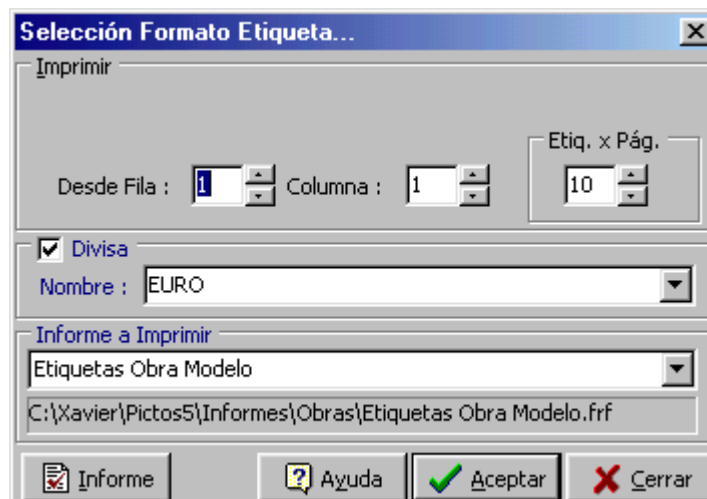 Selección Formato Etiqueta...
Imprimir
Etiq. x Pág.
Desde Fila : 1 Columna : 1 10
Divisa
Nombre : EURO
Informe a Imprimir
Etiquetas Obra Modelo
C:\Xavier\Pictos5\Informes\Obras\Etiquetas Obra Modelo.frf
Informe Ayuda Aceptar Cerrar